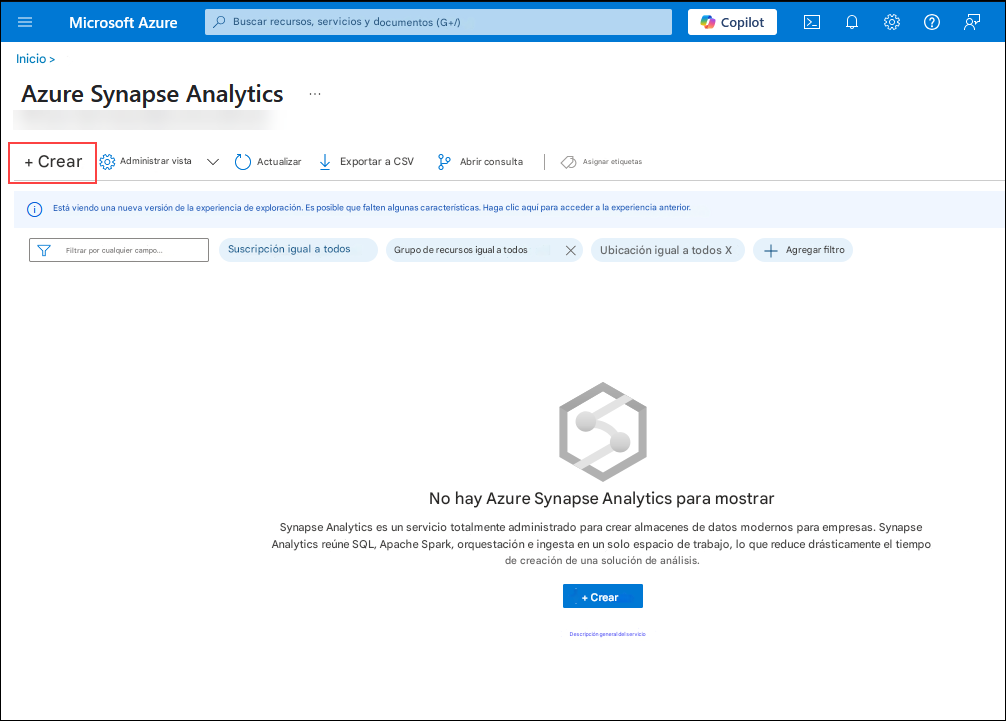 Microsoft Azure
Buscar recursos, servicios y documentos (G+/)
Copilot
Inicio >
Azure Synapse Analytics ...
+ Crear
Administrar vista
Actualizar
Exportar a CSV
Abrir consulta
Asignar etiquetas
Está viendo una nueva versión de la experiencia de exploración. Es posible que falten algunas características. Haga clic aquí para acceder a la experiencia anterior.
Filtrar por cualquier campo...
Suscripción igual a todos
Grupo de recursos igual a todos
Ubicación igual a todos X
Agregar filtro
No hay Azure Synapse Analytics para mostrar
Synapse Analytics es un servicio totalmente administrado para crear almacenes de datos modernos para empresas. Synapse
Analytics reúne SQL, Apache Spark, orquestación e ingesta en un solo espacio de trabajo, lo que reduce drásticamente el tiempo
de creación de una solución de análisis.
+ Crear
Descripción general del servicio